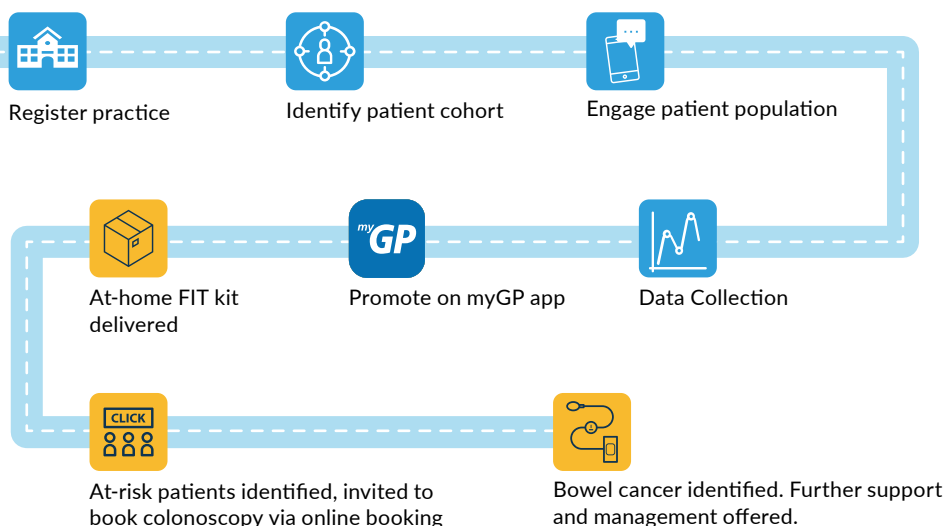 Register practice
Identify patient cohort
Engage patient population
myGP
At-home FIT kit
delivered
Promote on myGP app
Data Collection
CLICK
At-risk patients identified, invited to
book colonoscopy via online booking
Bowel cancer identified. Further support
and management offered.